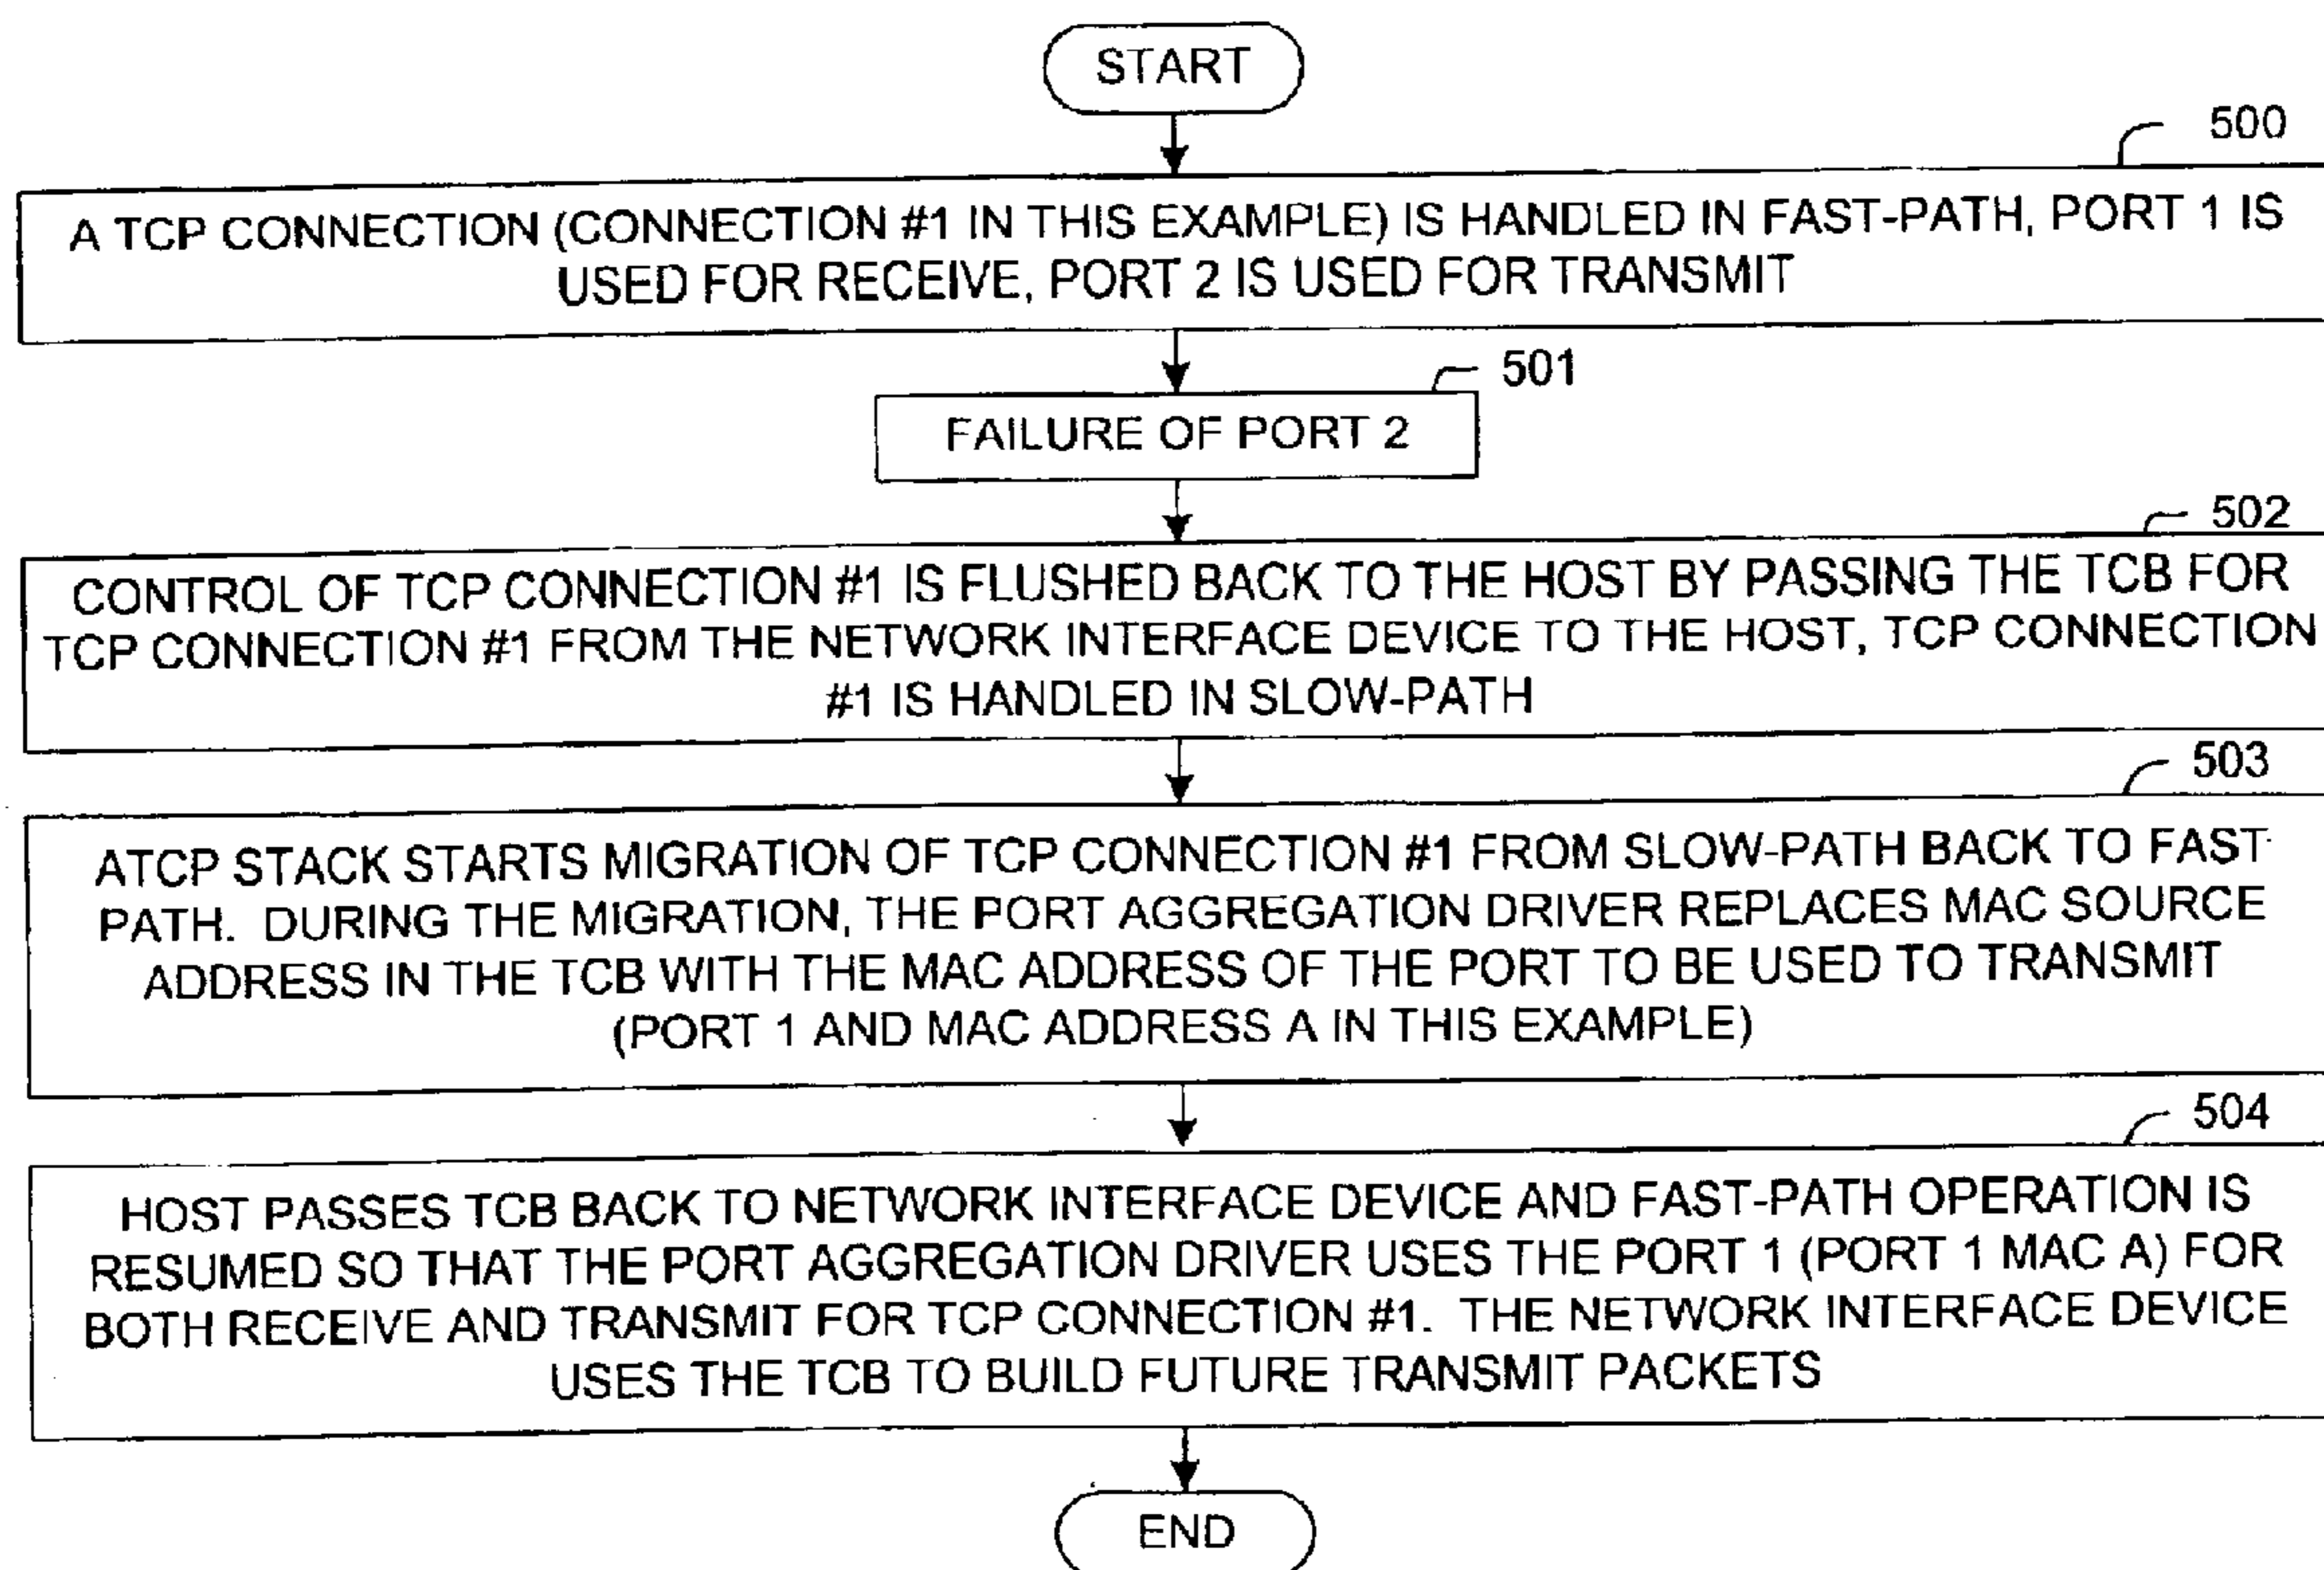 START
500
A TCP CONNECTION (CONNECTION #1 IN THIS EXAMPLE) IS HANDLED IN FAST-PATH, PORT 1 IS
USED FOR RECEIVE, PORT 2 IS USED FOR TRANSMIT
501
FAILURE OF PORT 2
502
CONTROL OF TCP CONNECTION #1 IS FLUSHED BACK TO THE HOST BY PASSING THE TCB FOR
TCP CONNECTION #1 FROM THE NETWORK INTERFACE DEVICE TO THE HOST, TCP CONNECTION
#1 IS HANDLED IN SLOW-PATH
503
ATCP STACK STARTS MIGRATION OF TCP CONNECTION #1 FROM SLOW-PATH BACK TO FAST-
PATH. DURING THE MIGRATION, THE PORT AGGREGATION DRIVER REPLACES MAC SOURCE
ADDRESS IN THE TCB WITH THE MAC ADDRESS OF THE PORT TO BE USED TO TRANSMIT
(PORT 1 AND MAC ADDRESS A IN THIS EXAMPLE)
504
HOST PASSES TCB BACK TO NETWORK INTERFACE DEVICE AND FAST-PATH OPERATION IS
RESUMED SO THAT THE PORT AGGREGATION DRIVER USES THE PORT 1 (PORT 1 MAC A) FOR
BOTH RECEIVE AND TRANSMIT FOR TCP CONNECTION #1. THE NETWORK INTERFACE DEVICE
USES THE TCB TO BUILD FUTURE TRANSMIT PACKETS
END